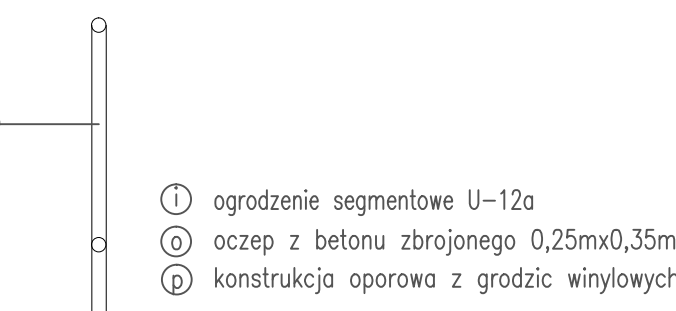 i ogrodzenie segmentowe U-12a
o oczep z betonu zbrojonego 0,25mx0,35m
p konstrukcja oporowa z grodzic winylowych